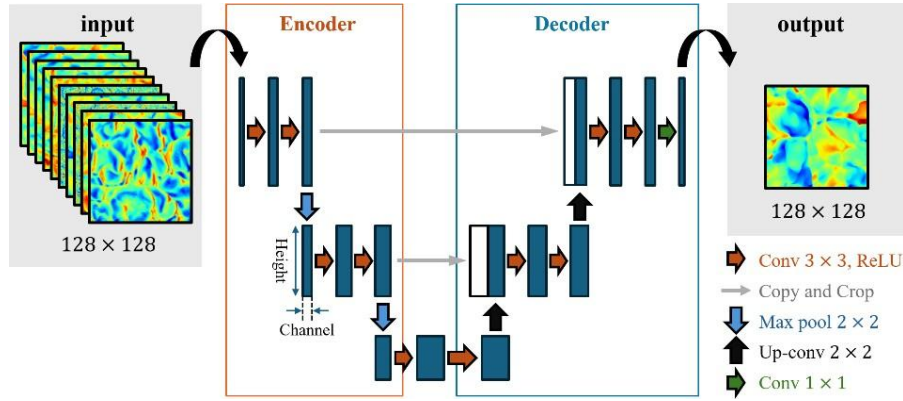 input
Encoder
Decoder
output
128 × 128
128 × 128
Height
Channel
Conv 3 × 3, ReLU
Copy and Crop
Max pool 2 × 2
Up-conv 2 × 2
Conv 1 × 1